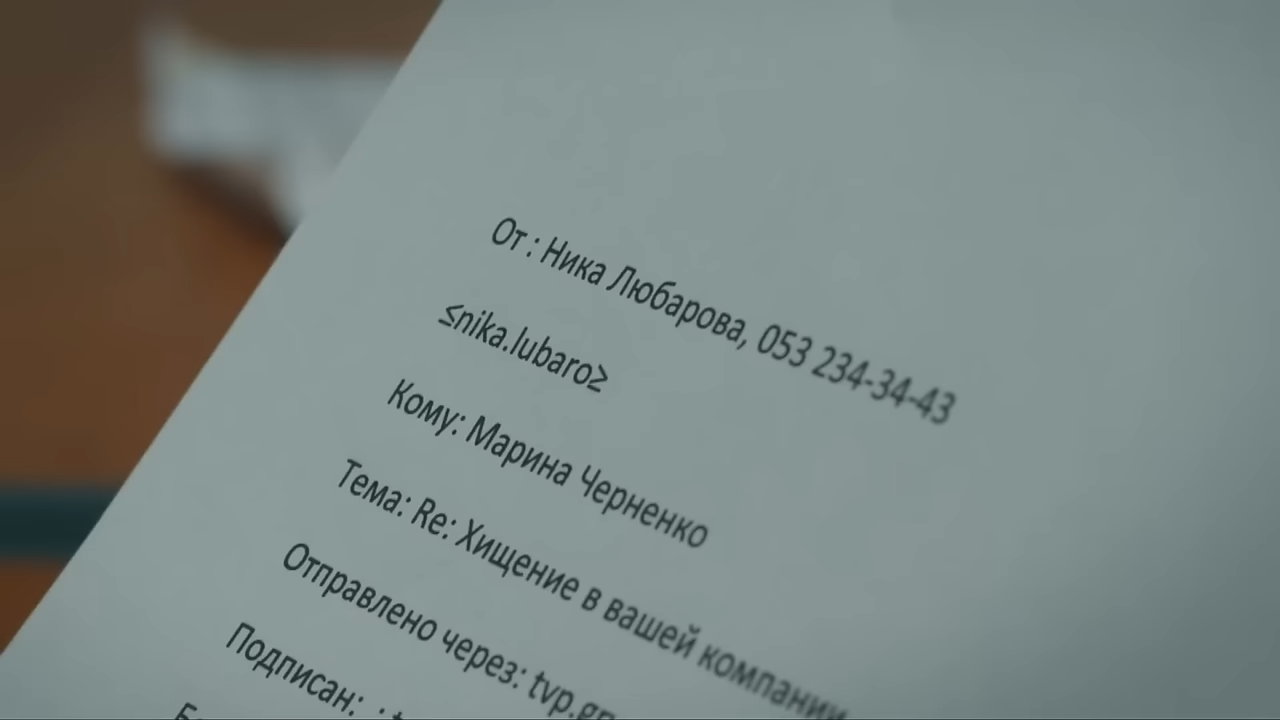 От : Ника Любарова, 053 234-34-43
≤nika.lubaro≥
Кому: Марина Черненко
Тема: Re: Хищение в вашей компании
Отправлено через:
Подписан: